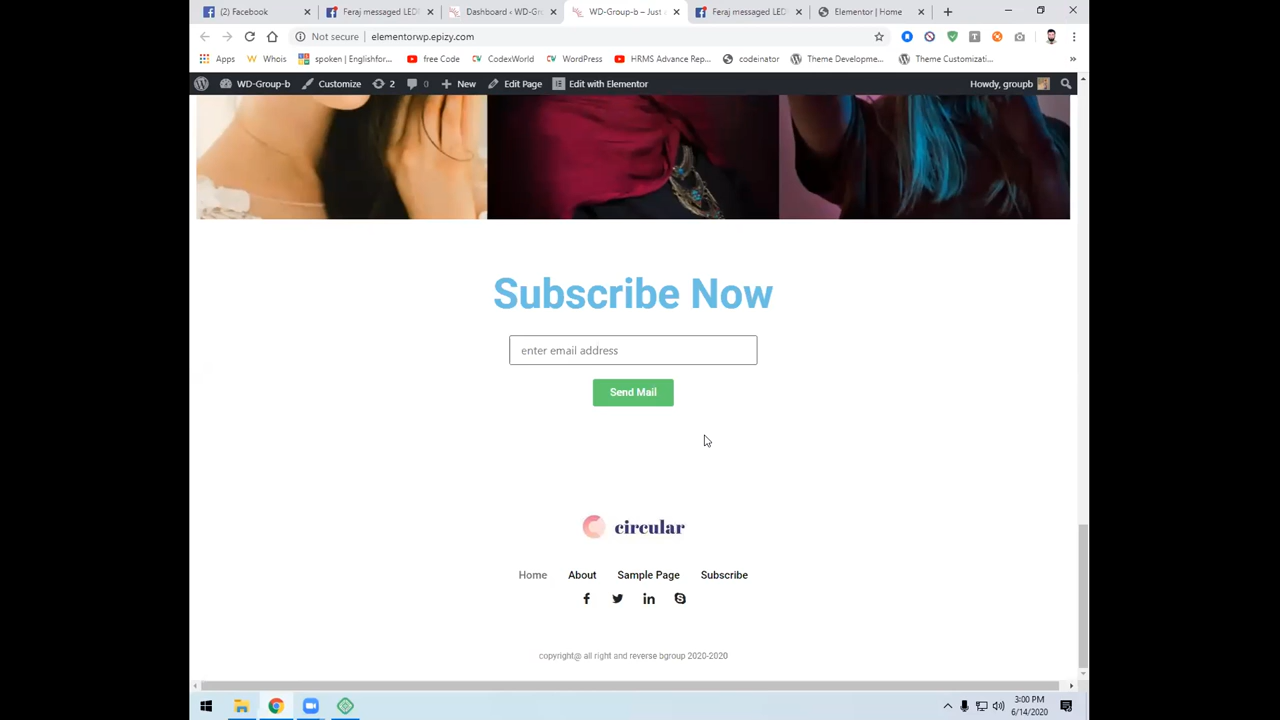 (2) Facebook
Feraj messaged LEDI
Dashboard ‹ WD-Gr
WD-Group-b – Just
Feraj messaged LEDI
Elementor | Home
Not secure | elementorwp.epizy.com
Apps
Whois
spoken | Englishfor...
free Code
CodexWorld
WordPress
HRMS Advance Rep...
codeinator
Theme Developme...
Theme Customizati...
WD-Group-b
Customize
2
0
New
Edit Page
Edit with Elementor
Howdy, groupb
Subscribe Now
enter email address
Send Mail
circular
Home
About
Sample Page
Subscribe
copyright@ all right and reverse bgroup 2020-2020
3:00 PM
6/14/2020